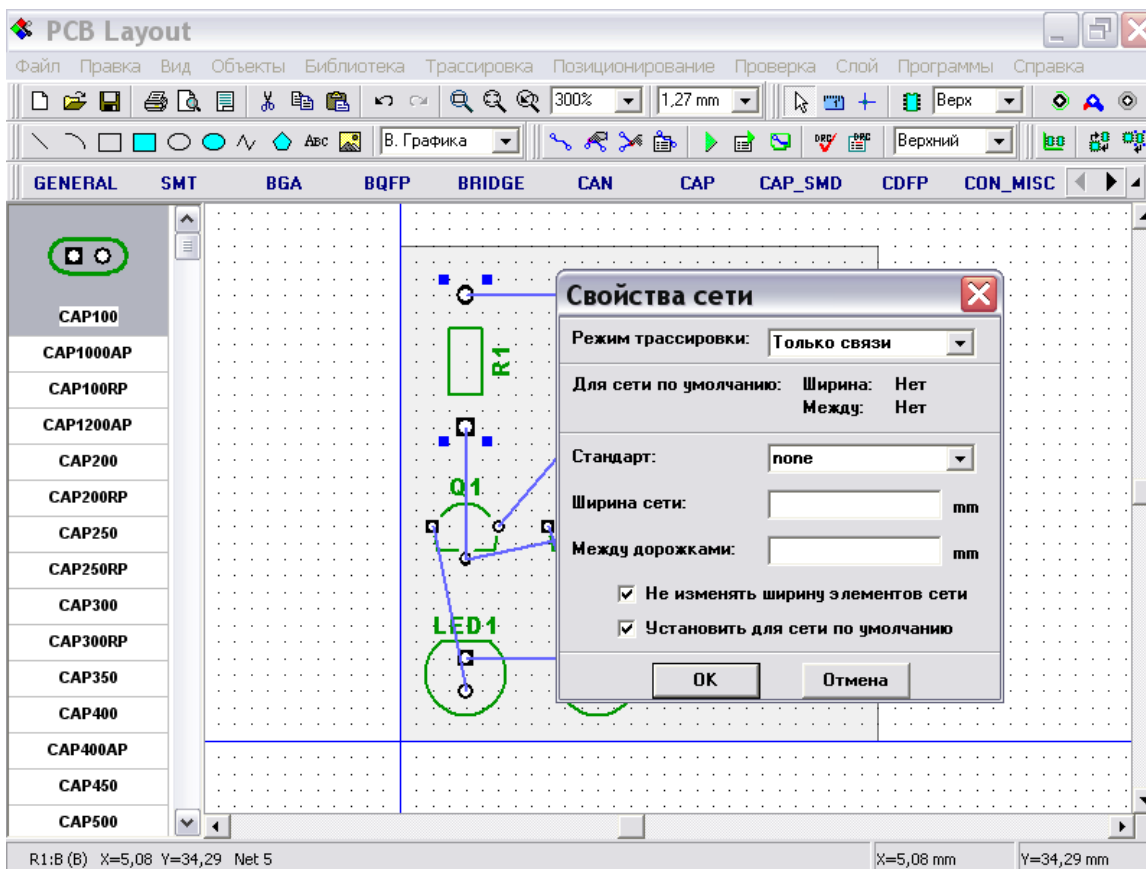 PCB Layout
Файл Правка Вид Объекты Библиотека Трассировка Позиционирование Проверка Слой Программы Справка
300% 1,27 mm Верх
Abc В. Графика DRC DRC Верхний
GENERAL SMT BGA BQFP BRIDGE CAN CAP CAP_SMD CDFP CON_MISC
CAP100
CAP1000AP
CAP100RP
CAP1200AP
CAP200
CAP200RP
CAP250
CAP250RP
CAP300
CAP300RP
CAP350
CAP400
CAP400AP
CAP450
CAP500
R1
Q1
LED1
Свойства сети
Режим трассировки: Только связи
Для сети по умолчанию: Ширина: Нет
Между: Нет
Стандарт: none
Ширина сети: mm
Между дорожками: mm
Не изменять ширину элементов сети
Установить для сети по умолчанию
OK Отмена
R1:B (B) X=5,08 Y=34,29 Net 5 X=5,08 mm Y=34,29 mm